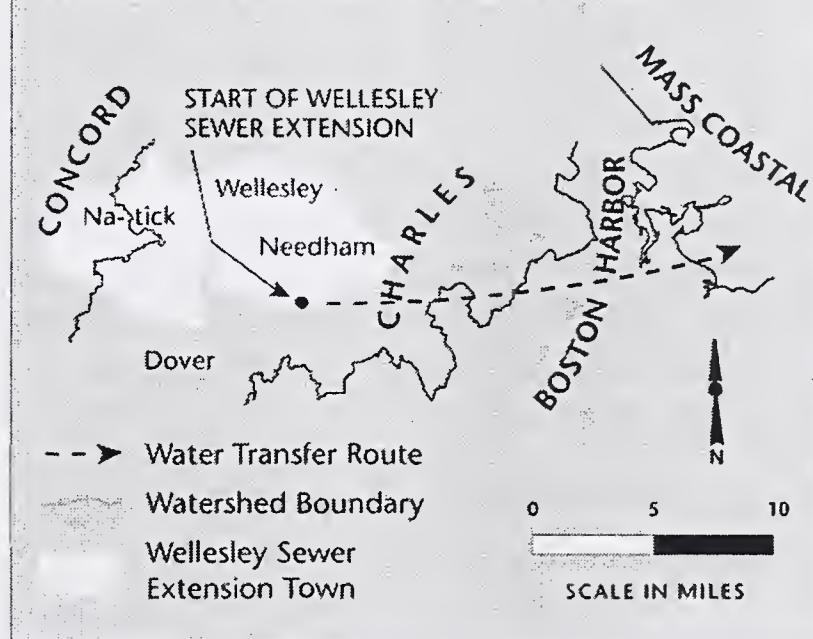 MASS COASTAL
CONCORD
START OF WELLESLEY
SEWER EXTENSION
Wellesley
CHARLES
HARBOR
Na-tick
Needham
BOSTON
Dover
Water Transfer Route
N
Watershed Boundary
0 5 10
Wellesley Sewer
Extension Town
SCALE IN MILES